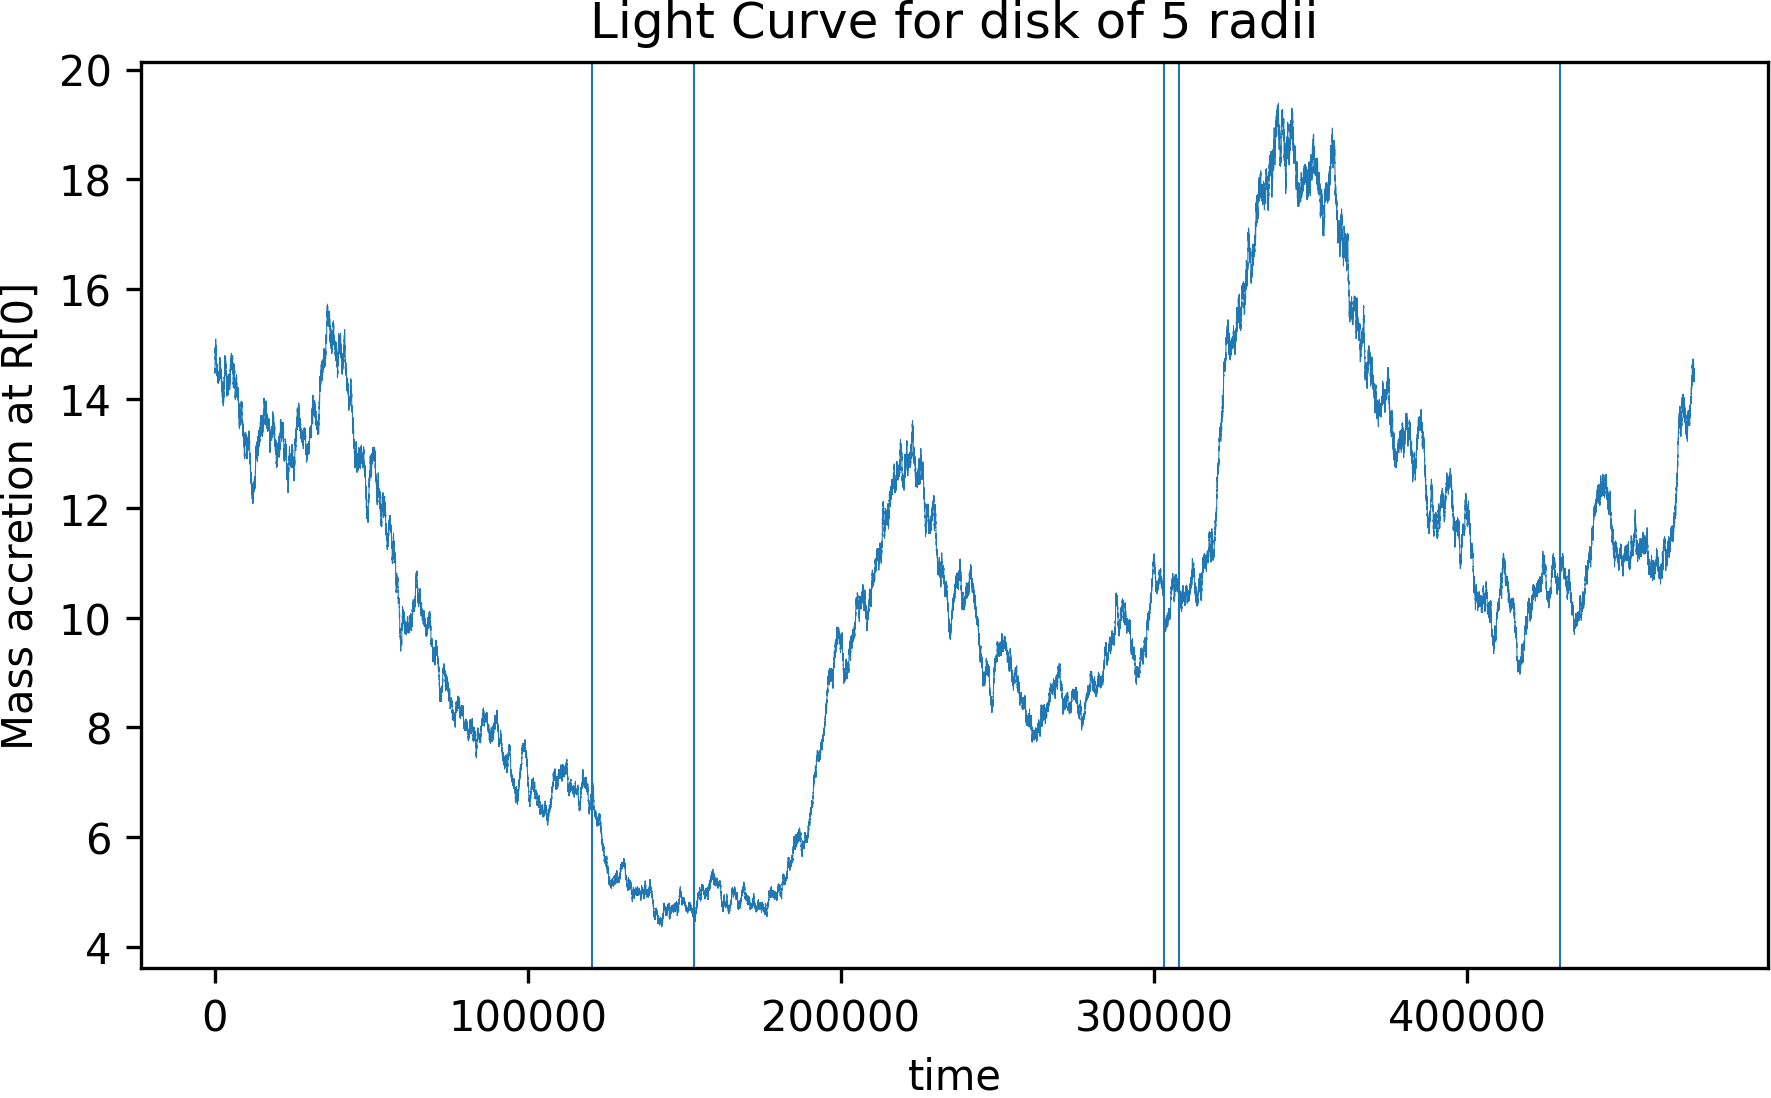 Light Curve for disk of 5 radii
Mass accretion at R[0]
20
18
16
14
12
10
8
6
4
0 100000 200000 300000 400000
time